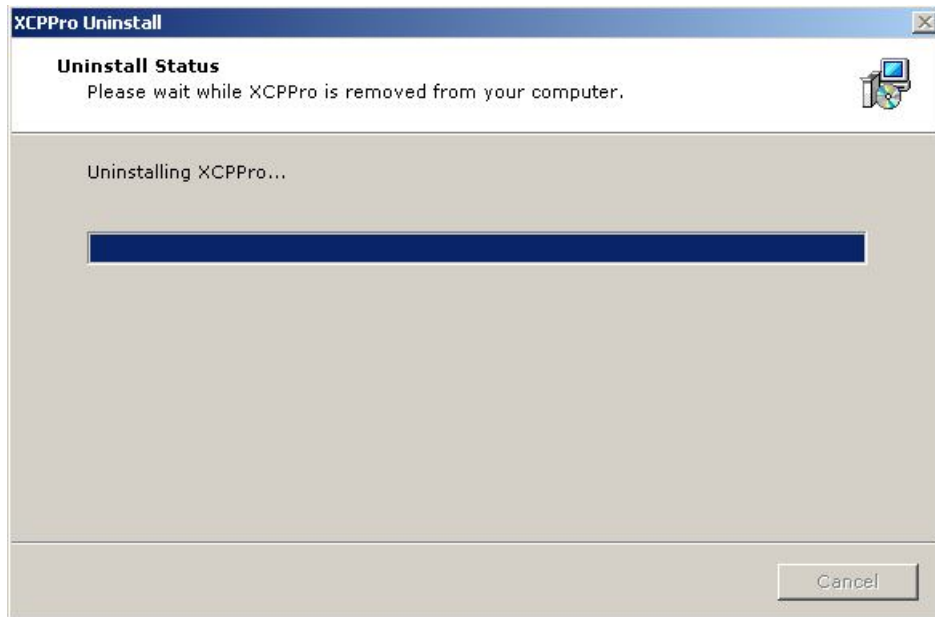 XCPPro Uninstall
Uninstall Status
Please wait while XCPPro is removed from your computer.
Uninstalling XCPPro...
Cancel